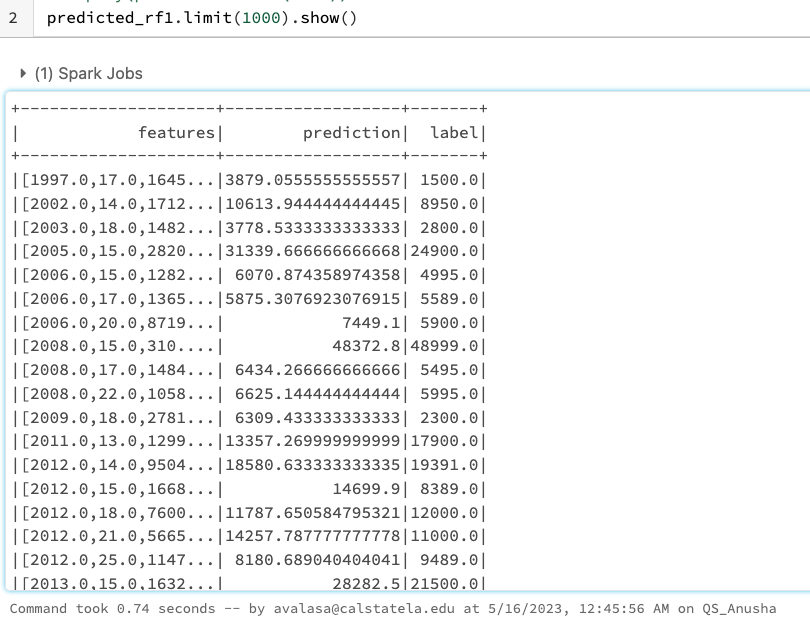 2 predicted_rf1.limit(1000).show()
(1) Spark Jobs
+--------------------+------------------+-------+
|            features|        prediction|  label|
+--------------------+------------------+-------+
|[1997.0,17.0,1645...|3879.0555555555557| 1500.0|
|[2002.0,14.0,1712...|10613.944444444445| 8950.0|
|[2003.0,18.0,1482...|3778.5333333333333| 2800.0|
|[2005.0,15.0,2820...|31339.666666666668|24900.0|
|[2006.0,15.0,1282...| 6070.874358974358| 4995.0|
|[2006.0,17.0,1365...|5875.3076923076915| 5589.0|
|[2006.0,20.0,8719...|            7449.1| 5900.0|
|[2008.0,15.0,310....|           48372.8|48999.0|
|[2008.0,17.0,1484...| 6434.266666666666| 5495.0|
|[2008.0,22.0,1058...| 6625.144444444444| 5995.0|
|[2009.0,18.0,2781...| 6309.433333333333| 2300.0|
|[2011.0,13.0,1299...|13357.269999999999|17900.0|
|[2012.0,14.0,9504...|18580.633333333335|19391.0|
|[2012.0,15.0,1668...|           14699.9| 8389.0|
|[2012.0,18.0,7600...|11787.650584795321|12000.0|
|[2012.0,21.0,5665...|14257.787777777778|11000.0|
|[2012.0,25.0,1147...| 8180.689040404041| 9489.0|
|[2013.0,15.0,1632...|           28282.5|21500.0|
Command took 0.74 seconds -- by avalasa@calstatela.edu at 5/16/2023, 12:45:56 AM on QS_Anusha